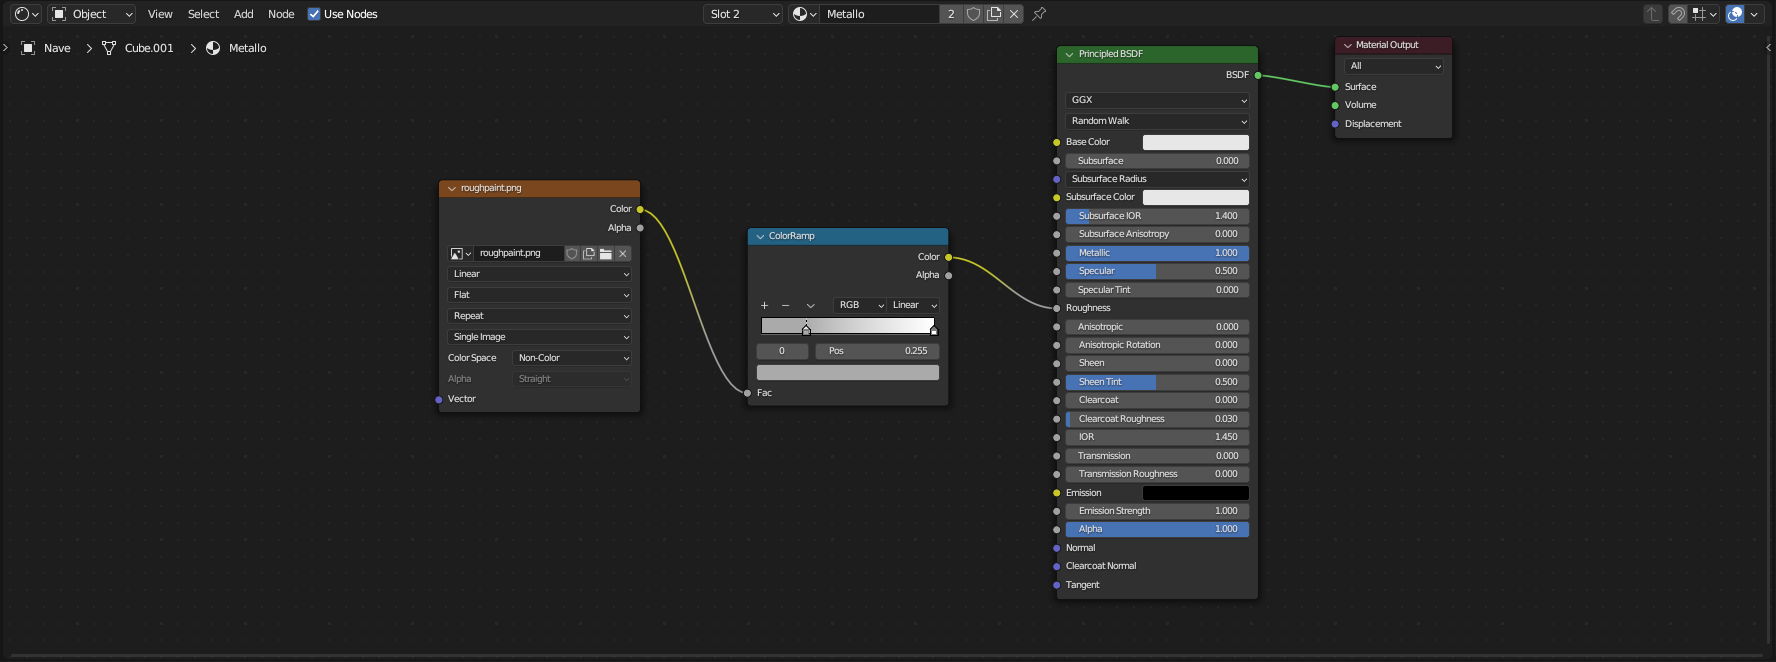 Object View Select Add Node Use Nodes Slot 2 Metallo 2
Nave Cube.001 Metallo
roughpaint.png
Color
Alpha
roughpaint.png
Linear
Flat
Repeat
Single Image
Color Space Non-Color
Alpha Straight
Vector
ColorRamp
Color
Alpha
RGB Linear
0 Pos 0.255
Fac
Principled BSDF
BSDF
GGX
Random Walk
Base Color
Subsurface 0.000
Subsurface Radius
Subsurface Color
Subsurface IOR 1.400
Subsurface Anisotropy 0.000
Metallic 1.000
Specular 0.500
Specular Tint 0.000
Roughness
Anisotropic 0.000
Anisotropic Rotation 0.000
Sheen 0.000
Sheen Tint 0.500
Clearcoat 0.000
Clearcoat Roughness 0.030
IOR 1.450
Transmission 0.000
Transmission Roughness 0.000
Emission
Emission Strength 1.000
Alpha 1.000
Normal
Clearcoat Normal
Tangent
Material Output
All
Surface
Volume
Displacement